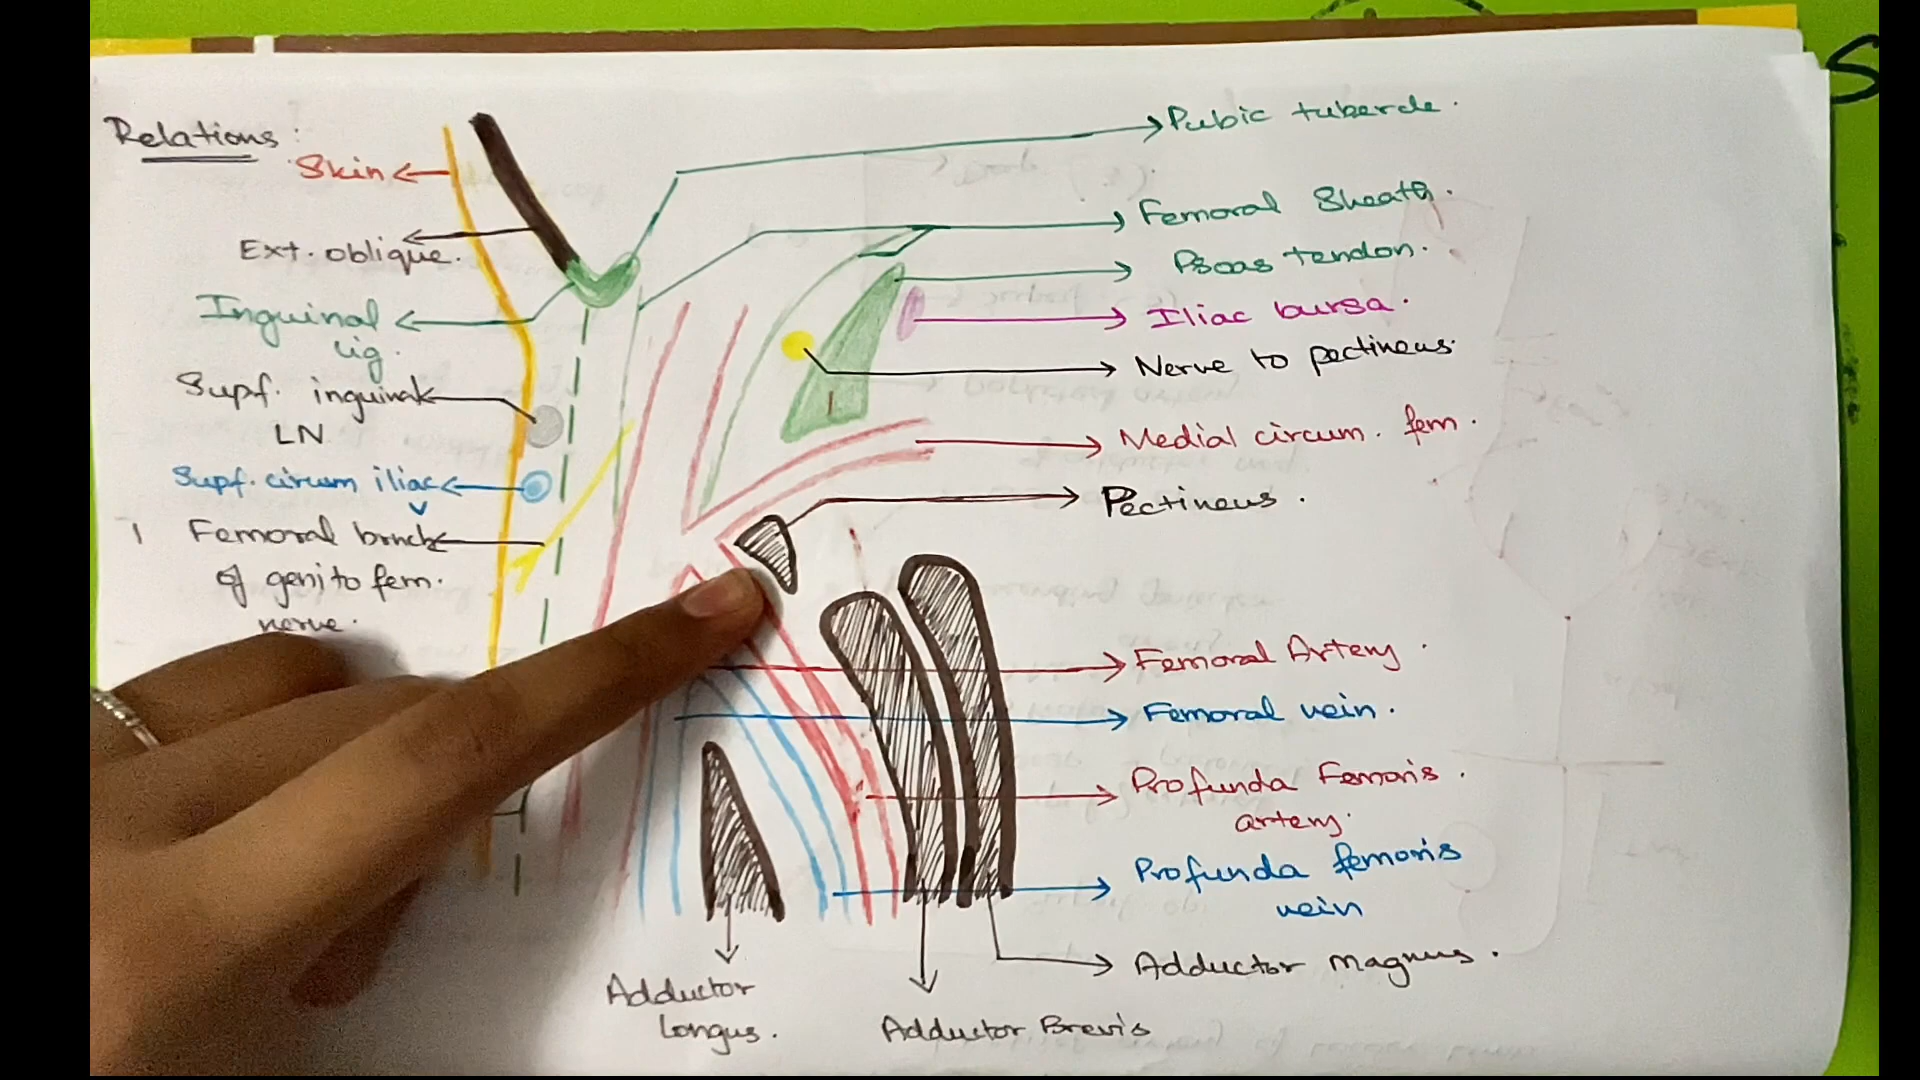 Relations:
Skin
Ext. oblique.
Inguinal
lig.
Supf. inguinal
LN
Supf. circum iliac
v
Femoral branch
of genito fem.
nerve.
Pubic tubercle.
Femoral Sheath.
Psoas tendon.
Iliac bursa.
Nerve to pectineus.
Medial circum. fem.
Pectineus.
Femoral Artery
Femoral vein.
Profunda Femoris.
artery.
Profunda femoris
vein
Adductor magnus.
Adductor
Longus.
Adductor Brevis
S